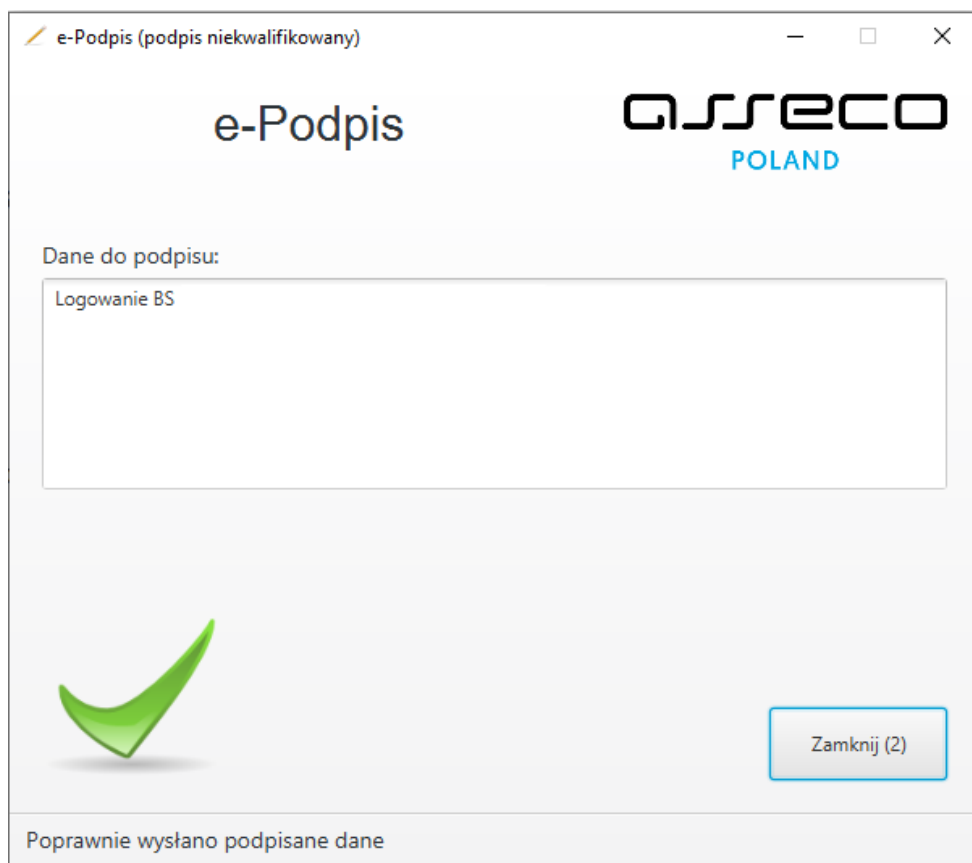 e-Podpis (podpis niekwalifikowany)
e-Podpis
asseco
POLAND
Dane do podpisu:
Logowanie BS
Zamknij (2)
Poprawnie wysłano podpisane dane